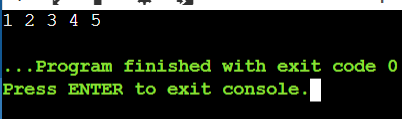 1 2 3 4 5
...Program finished with exit code 0
Press ENTER to exit console.